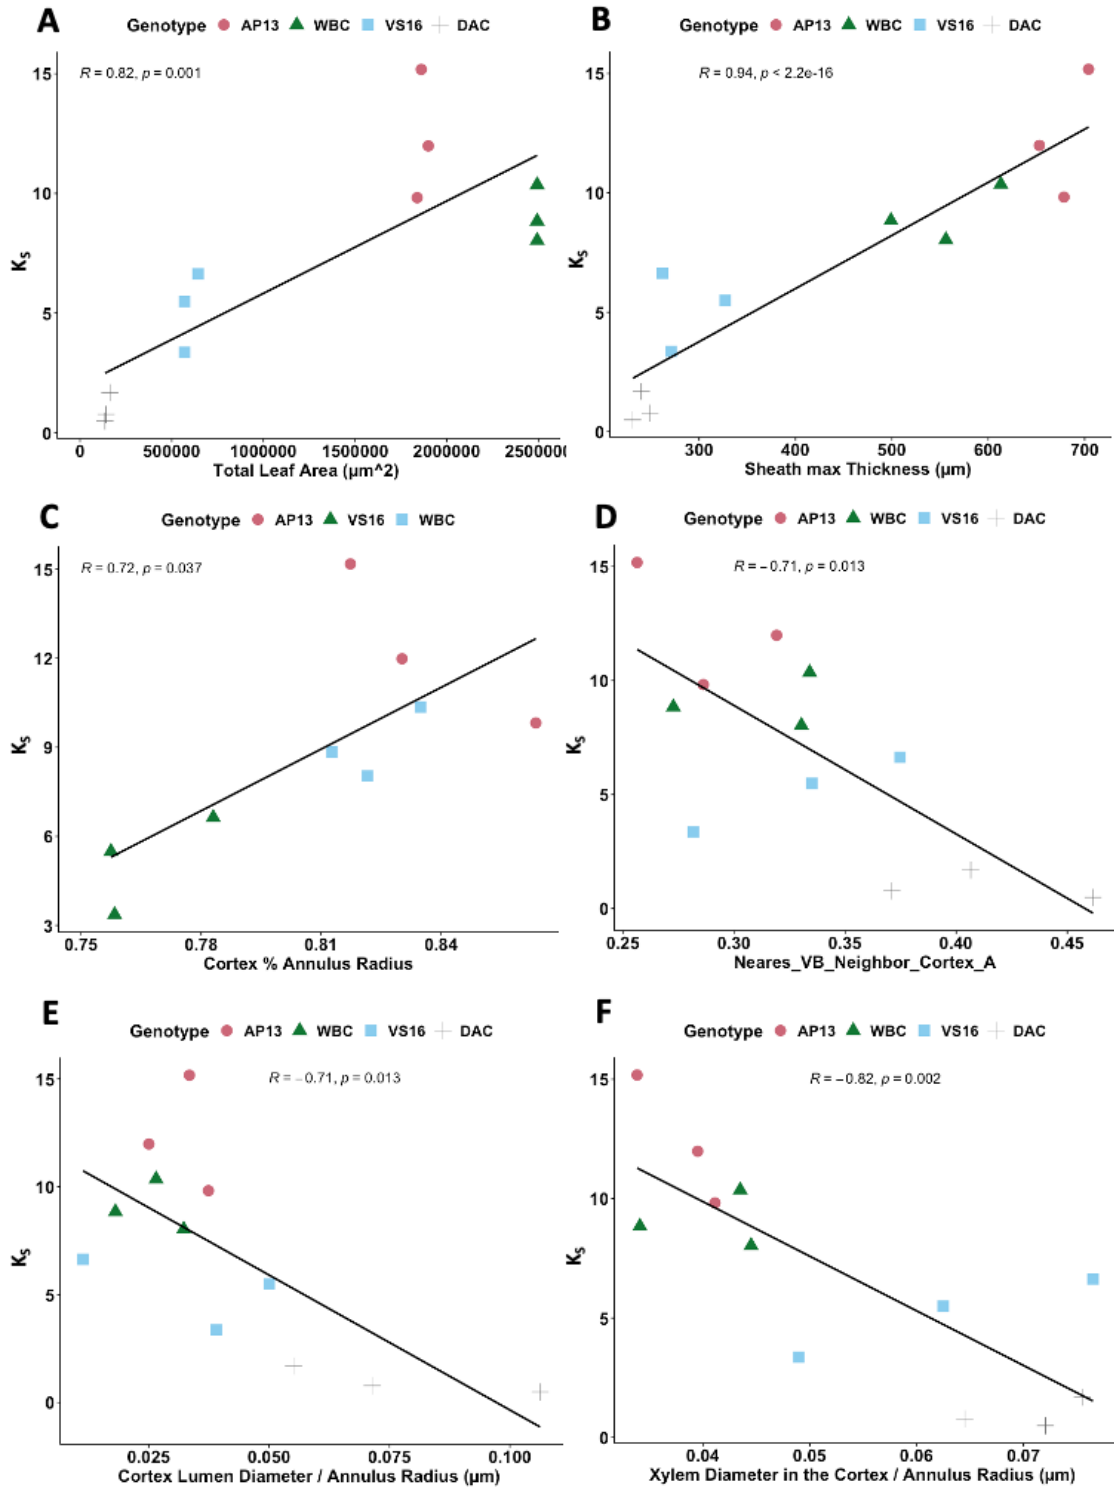 A Genotype AP13 WBC VS16 DAC
R = 0.82, p = 0.001
15
10
5
0
K_S
0 500000 1000000 1500000 2000000 2500000
Total Leaf Area (µm^2)
B Genotype AP13 WBC VS16 DAC
R = 0.94, p < 2.2e-16
15
10
5
0
K_S
300 400 500 600 700
Sheath max Thickness (µm)
C Genotype AP13 VS16 WBC
R = 0.72, p = 0.037
15
12
9
6
3
K_S
0.75 0.78 0.81 0.84
Cortex % Annulus Radius
D Genotype AP13 WBC VS16 DAC
R = −0.71, p = 0.013
15
10
5
0
K_S
0.25 0.30 0.35 0.40 0.45
Neares_VB_Neighbor_Cortex_A
E Genotype AP13 WBC VS16 DAC
R = −0.71, p = 0.013
15
10
5
0
K_S
0.025 0.050 0.075 0.100
Cortex Lumen Diameter / Annulus Radius (µm)
F Genotype AP13 WBC VS16 DAC
R = −0.82, p = 0.002
15
10
5
0
K_S
0.04 0.05 0.06 0.07
Xylem Diameter in the Cortex / Annulus Radius (µm)